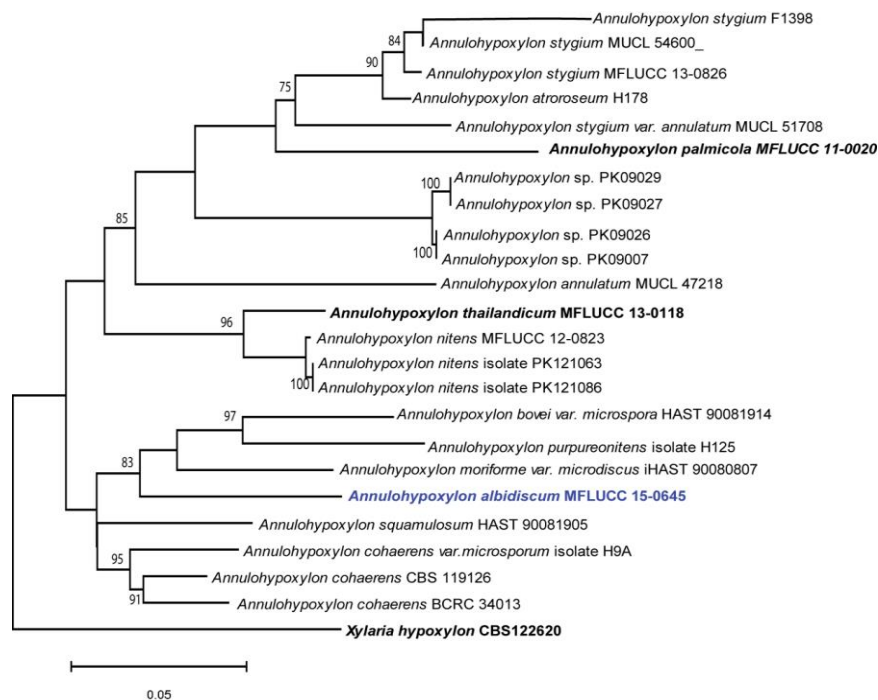 Annulohypoxylon stygium F1398
84
Annulohypoxylon stygium MUCL 54600_
90
Annulohypoxylon stygium MFLUCC 13-0826
75
Annulohypoxylon atroroseum H178
Annulohypoxylon stygium var. annulatum MUCL 51708
Annulohypoxylon palmicola MFLUCC 11-0020
100
Annulohypoxylon sp. PK09029
Annulohypoxylon sp. PK09027
85
Annulohypoxylon sp. PK09026
100
Annulohypoxylon sp. PK09007
Annulohypoxylon annulatum MUCL 47218
96
Annulohypoxylon thailandicum MFLUCC 13-0118
Annulohypoxylon nitens MFLUCC 12-0823
Annulohypoxylon nitens isolate PK121063
100
Annulohypoxylon nitens isolate PK121086
97
Annulohypoxylon bovei var. microspora HAST 90081914
Annulohypoxylon purpureonitens isolate H125
83
Annulohypoxylon moriforme var. microdiscus iHAST 90080807
Annulohypoxylon albidiscum MFLUCC 15-0645
Annulohypoxylon squamulosum HAST 90081905
95
Annulohypoxylon cohaerens var.microsporum isolate H9A
Annulohypoxylon cohaerens CBS 119126
91
Annulohypoxylon cohaerens BCRC 34013
Xylaria hypoxylon CBS122620
0.05